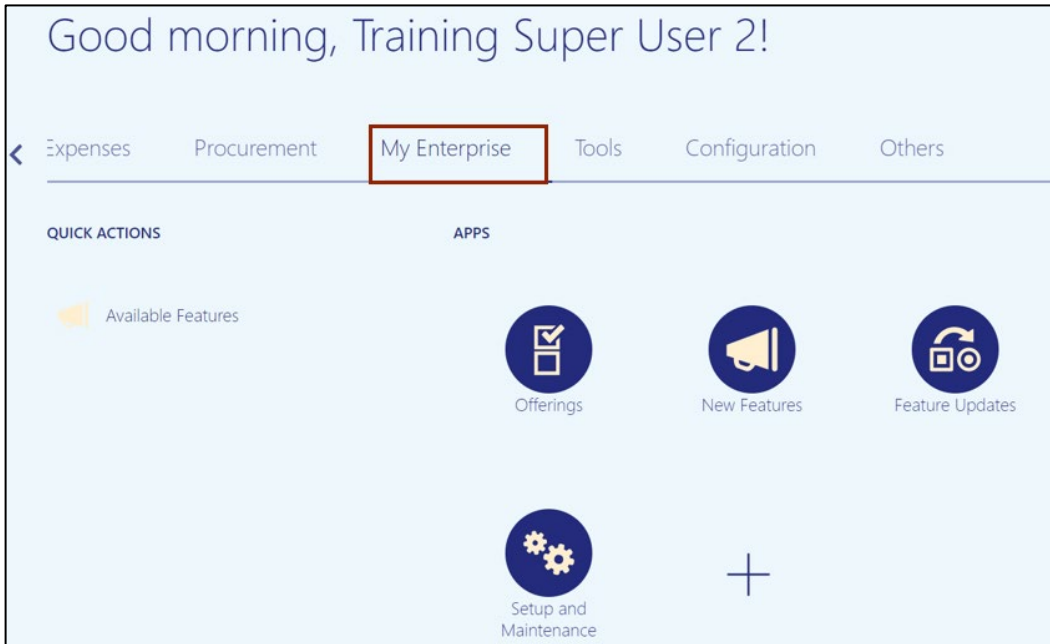 Good morning, Training Super User 2!
Expenses Procurement My Enterprise Tools Configuration Others
QUICK ACTIONS APPS
Available Features
Offerings New Features Feature Updates
Setup and
Maintenance